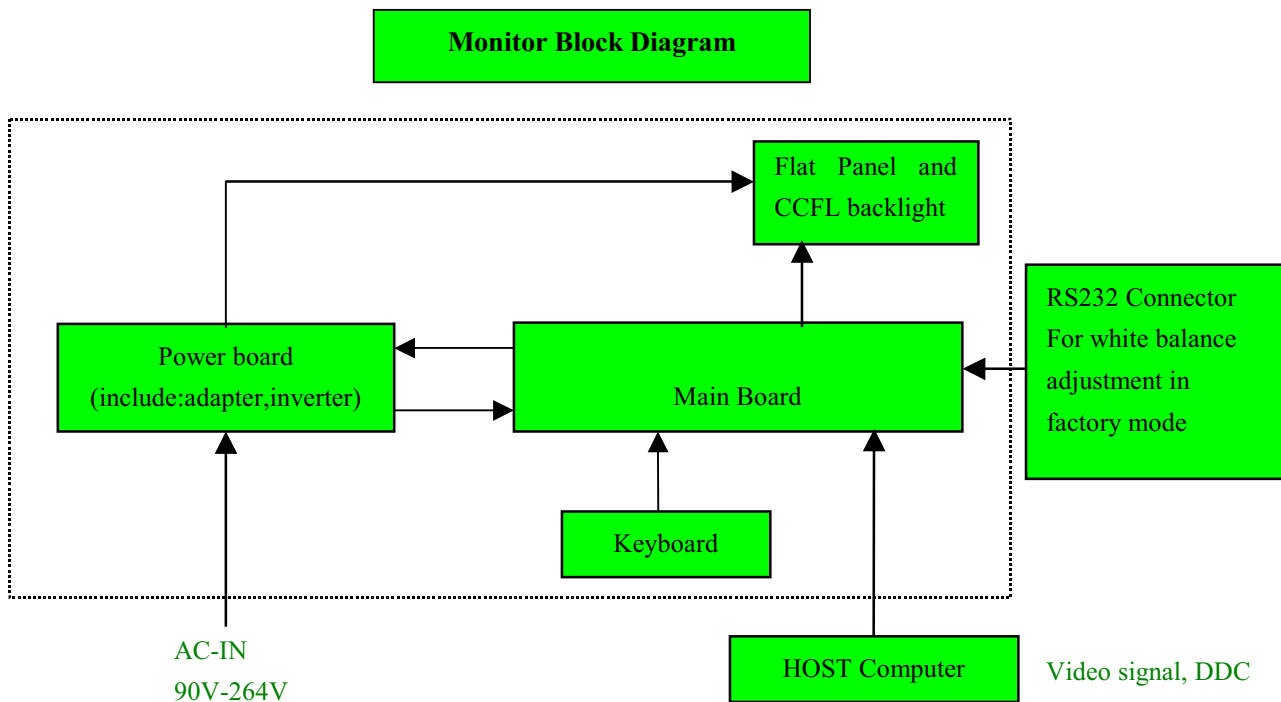 Monitor Block Diagram
Flat Panel and
CCFL backlight
RS232 Connector
For white balance
adjustment in
factory mode
Power board
(include:adapter,inverter)
Main Board
Keyboard
AC-IN
90V-264V
HOST Computer
Video signal, DDC